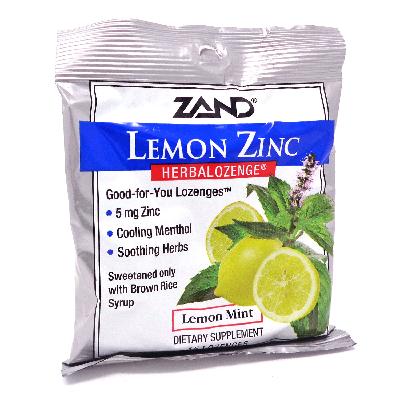 ZAND®
LEMON ZINC
HERBALOZENGE®
Good-for-You Lozenges™
• 5 mg Zinc
• Cooling Menthol
• Soothing Herbs
Sweetened only
with Brown Rice
Syrup
Lemon Mint
DIETARY SUPPLEMENT
LOZENGES